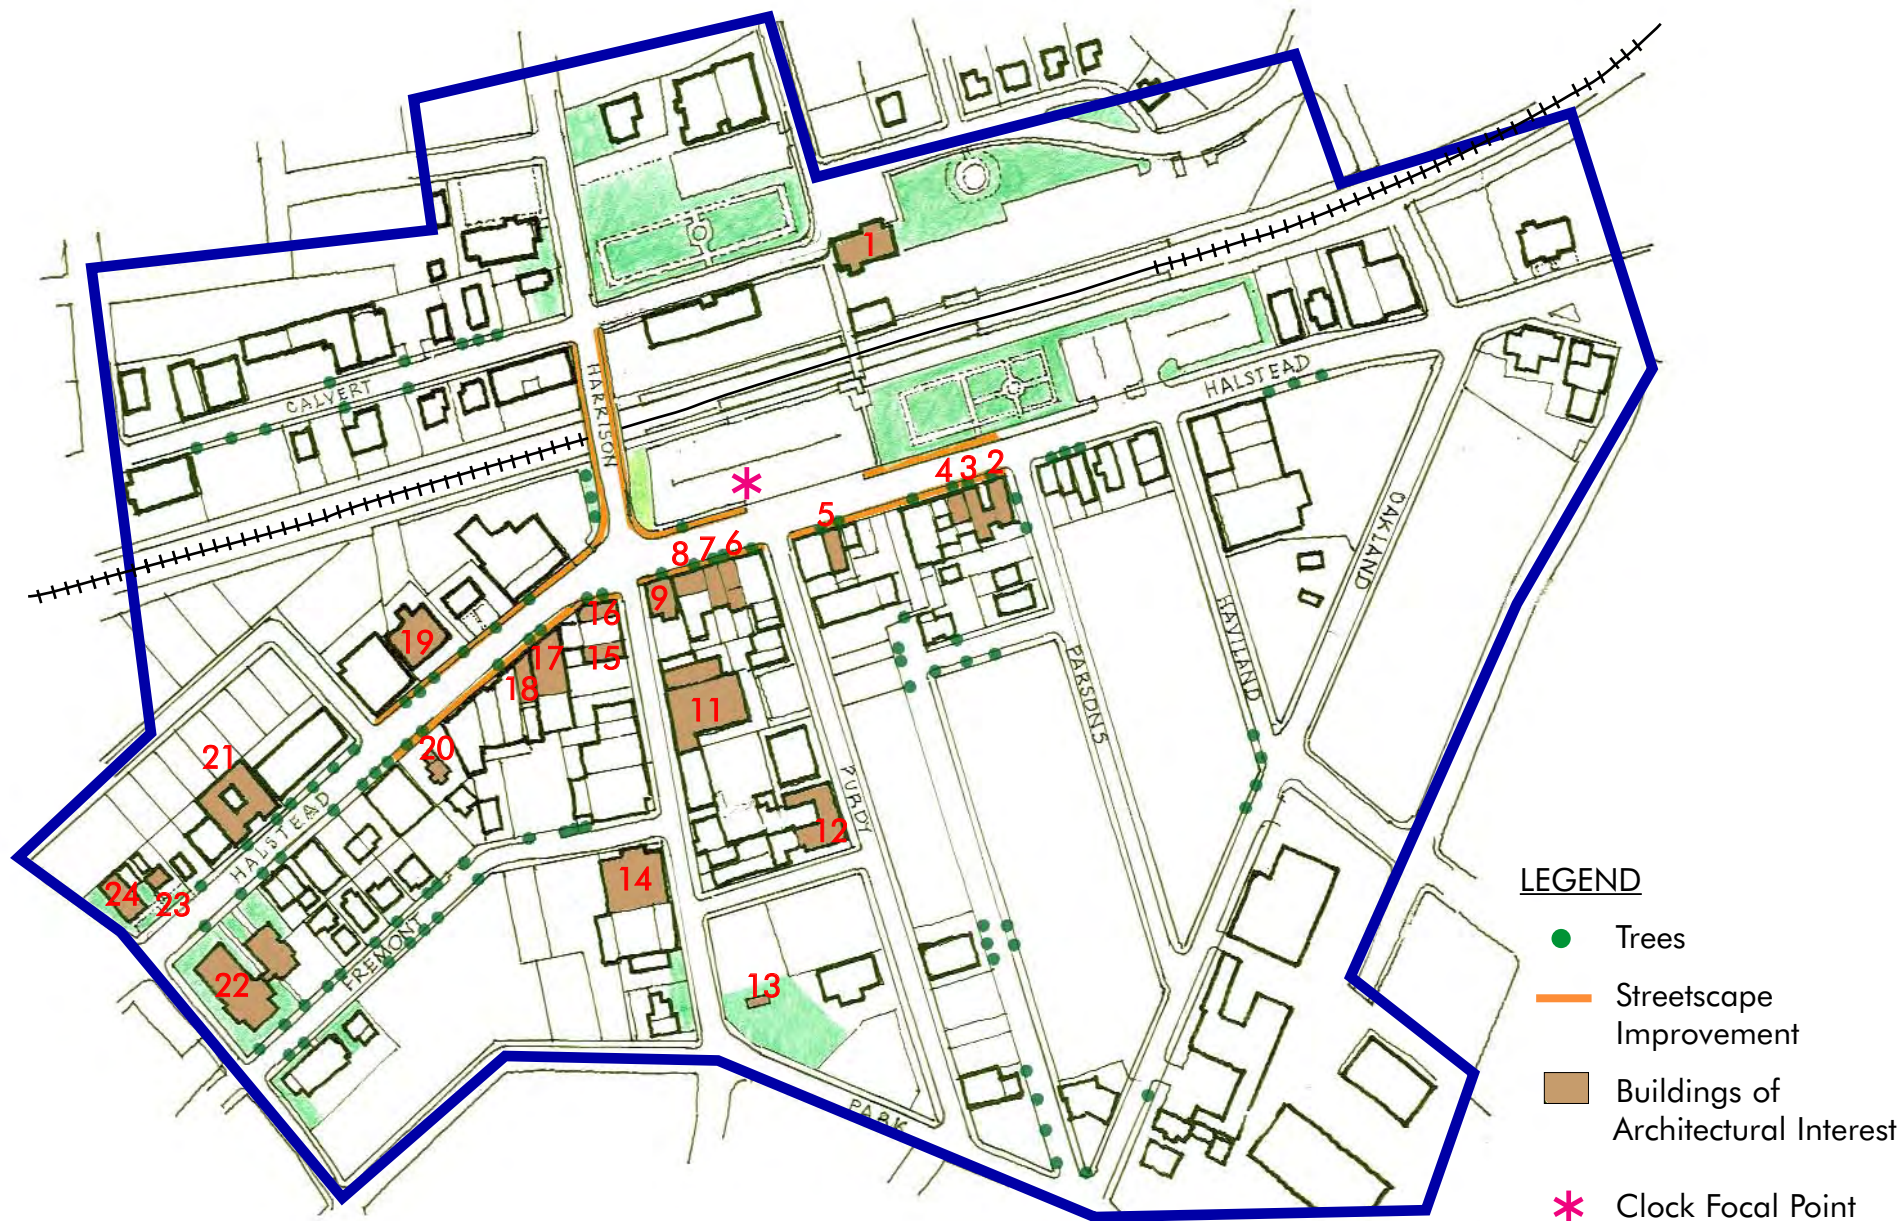 1
HALSTEAD
CALVERT
HARRISON
4 3 2
5
8 7 6
9
16
19
17
15
18
OAKLAND
HAVILAND
PARSONS
11
20
21
PURDY
HALSTEAD
12
14
24
23
FREMONT
22
13
PARK
LEGEND
Trees
Streetscape
Improvement
Buildings of
Architectural Interest
Clock Focal Point